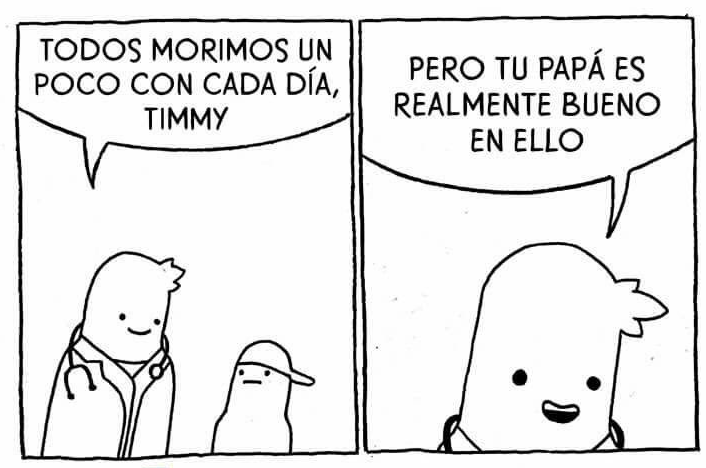 TODOS MORIMOS UN
POCO CON CADA DÍA,
TIMMY
PERO TU PAPÁ ES
REALMENTE BUENO
EN ELLO